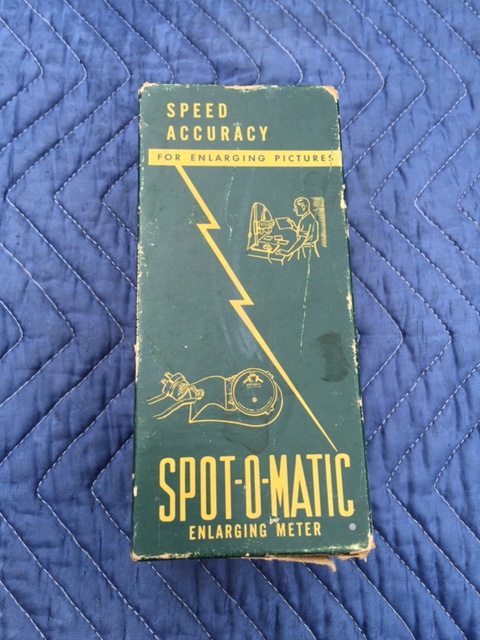 SPEED
ACCURACY
FOR ENLARGING PICTURES
SPOT-O-MATIC
ENLARGING METER